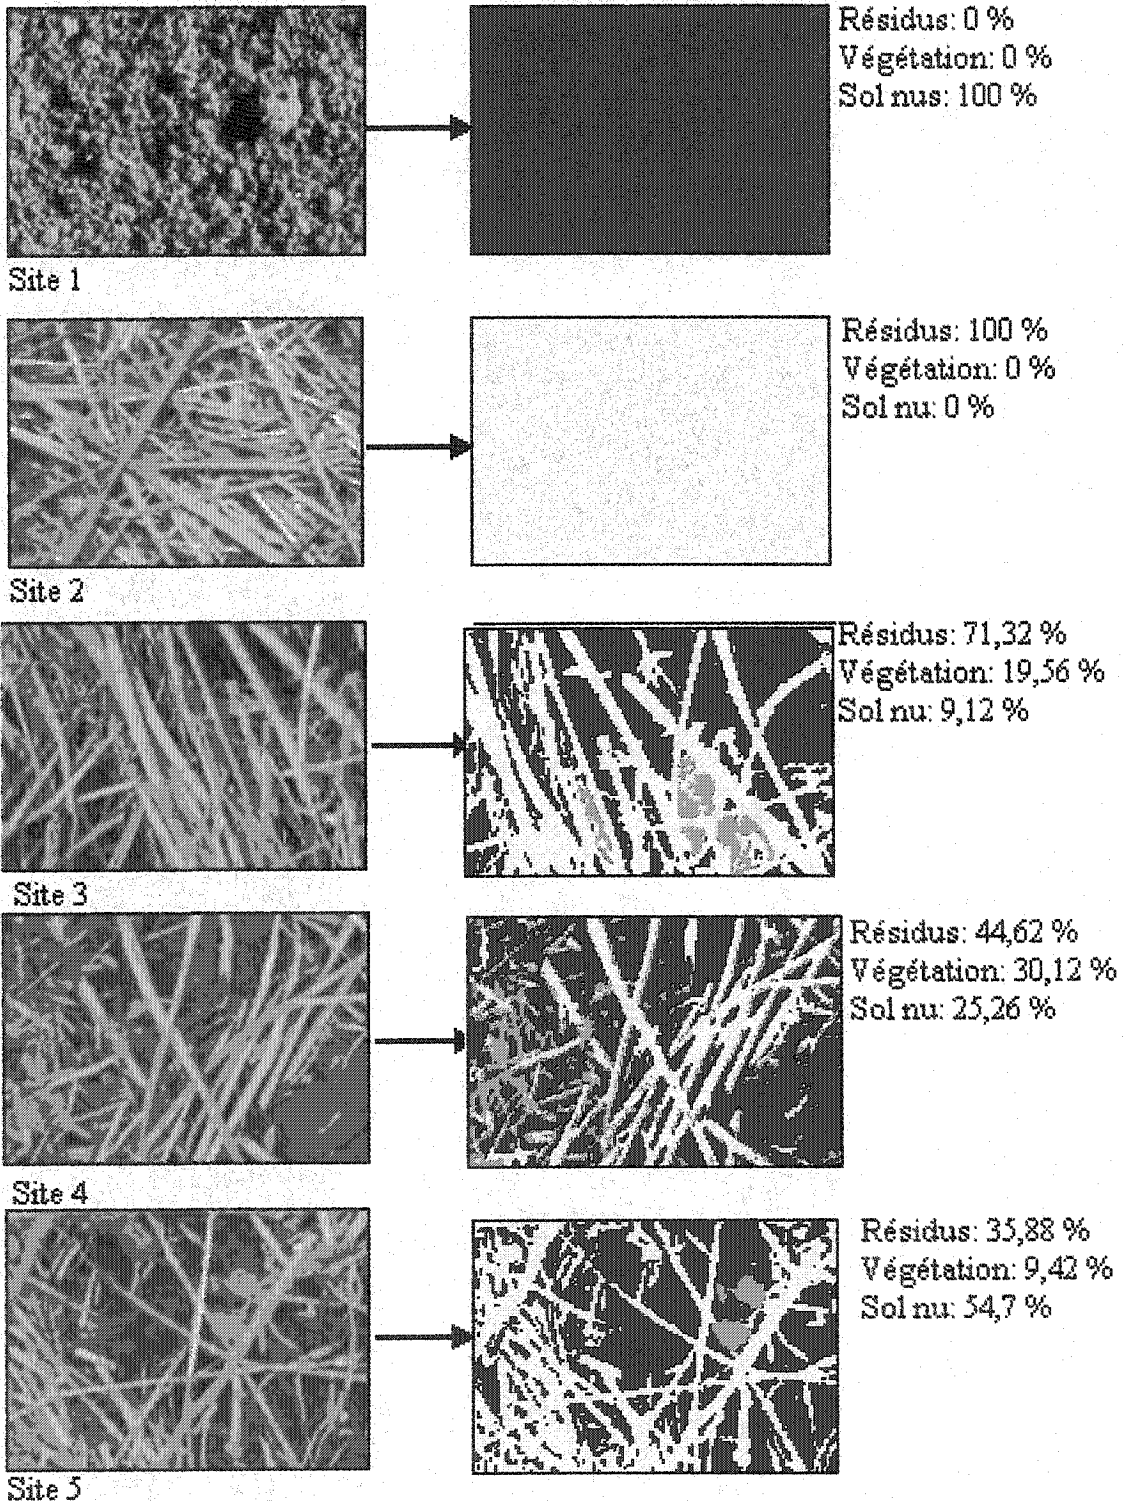 Résidus: 0 %
Végétation: 0 %
Sol nus: 100 %
Site 1
Résidus: 100 %
Végétation: 0 %
Sol nu: 0 %
Site 2
Résidus: 71,32 %
Végétation: 19,56 %
Sol nu: 9,12 %
Site 3
Résidus: 44,62 %
Végétation: 30,12 %
Sol nu: 25,26 %
Site 4
Résidus: 35,88 %
Végétation: 9,42 %
Sol nu: 54,7 %
Site 5